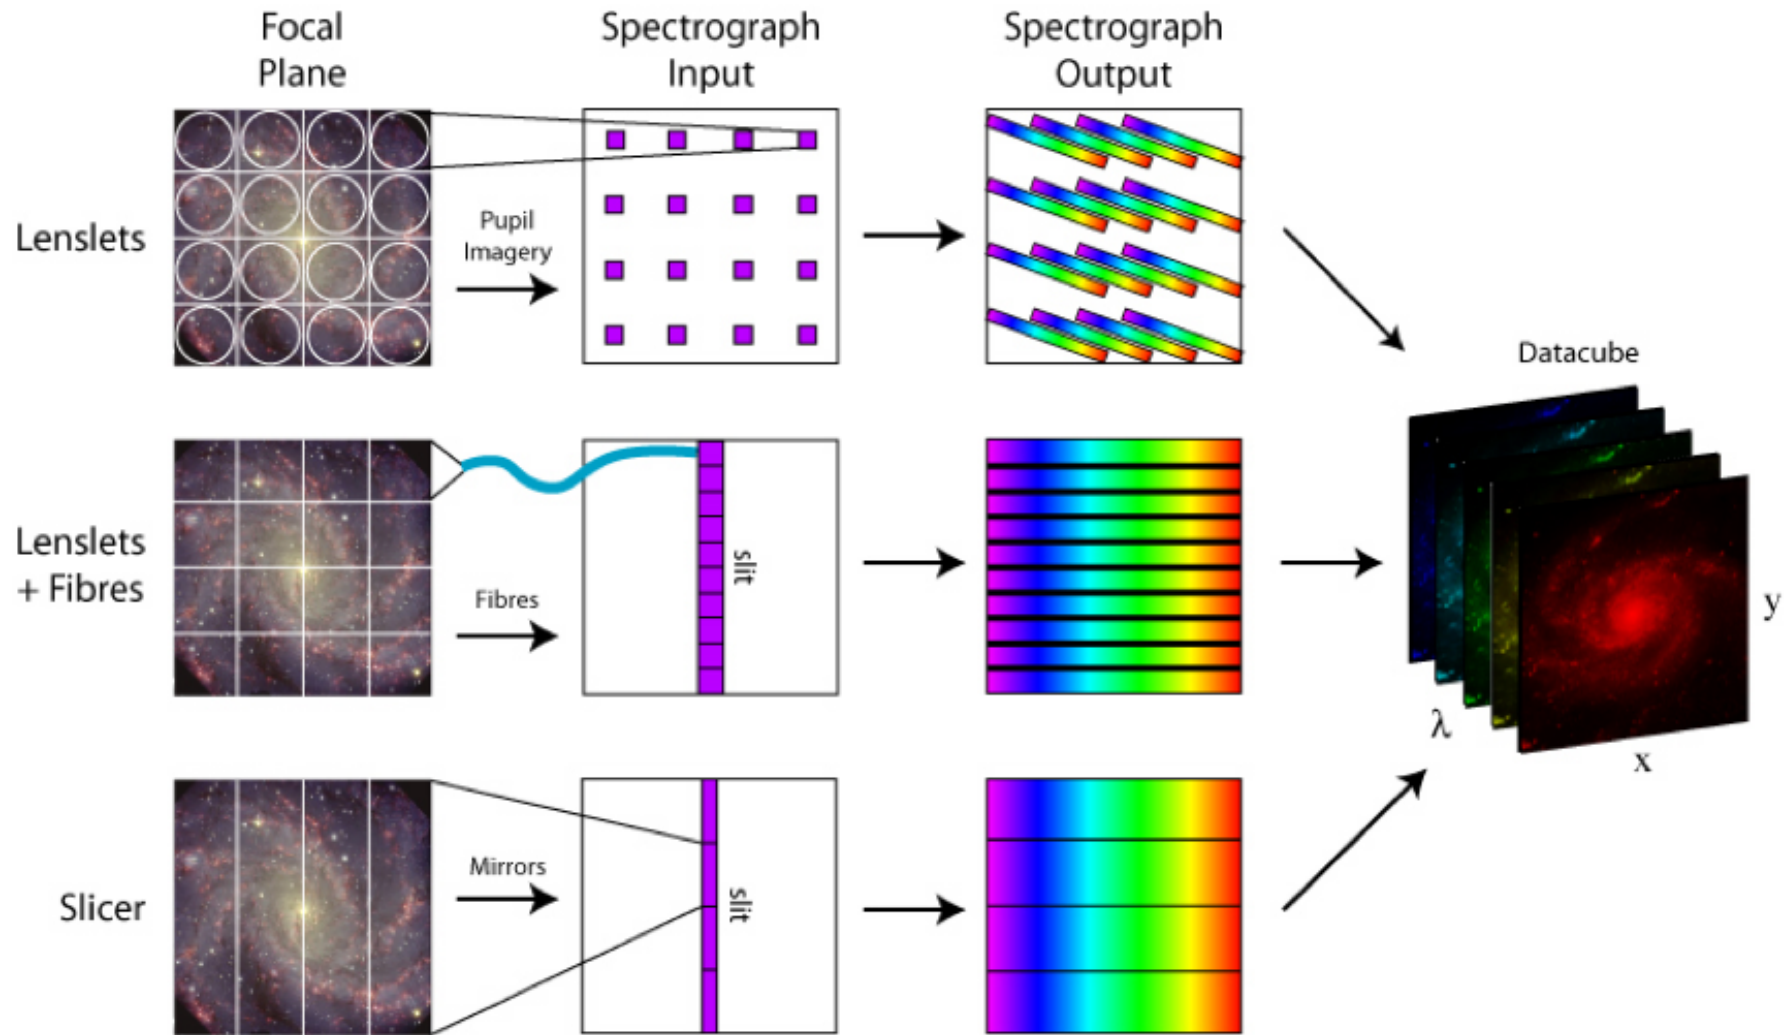 Focal
Plane
Spectrograph
Input
Spectrograph
Output
Lenslets
Pupil
Imagery
Datacube
Lenslets
+ Fibres
Fibres
slit
y
λ
x
Slicer
Mirrors
slit